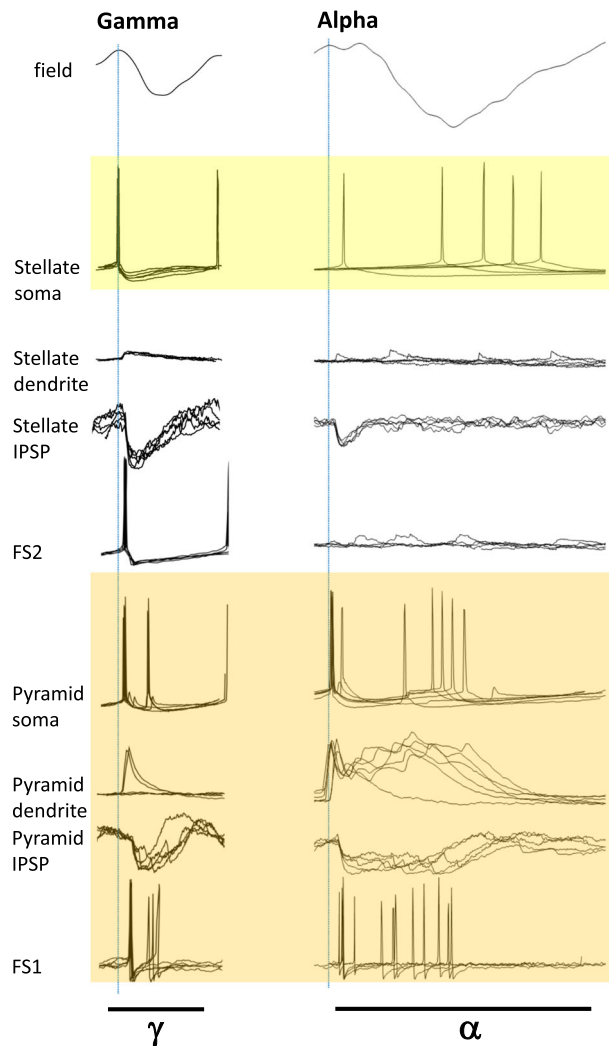 Gamma
Alpha
field
Stellate
soma
Stellate
dendrite
Stellate
IPSP
FS2
Pyramid
soma
Pyramid
dendrite
Pyramid
IPSP
FS1
γ
α